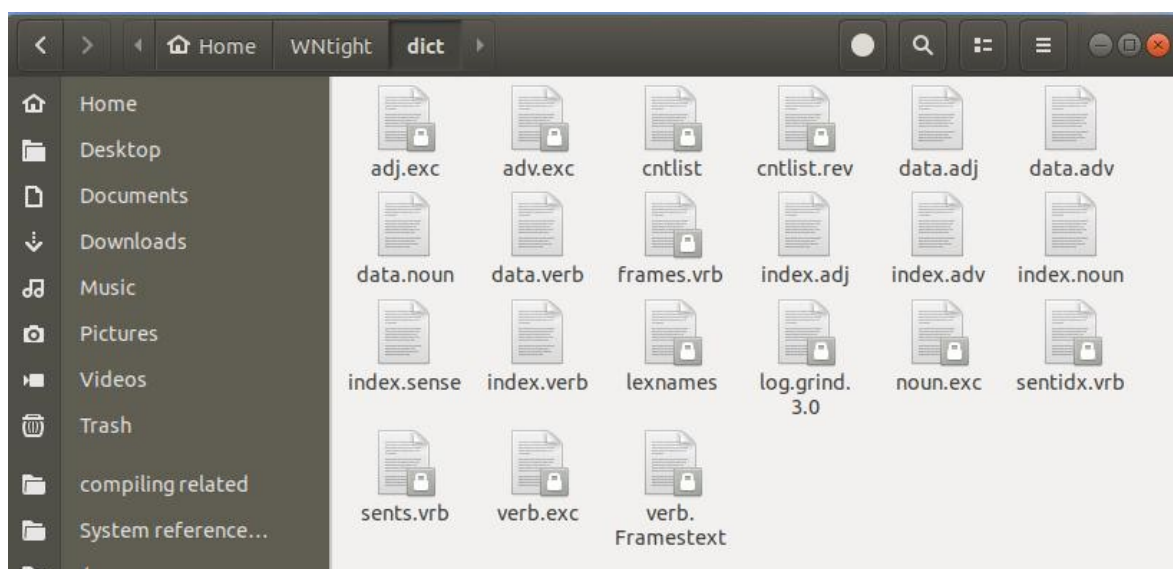 Home WNtight dict
Home
Desktop
Documents
Downloads
Music
Pictures
Videos
Trash
compiling related
System reference...
adj.exc adv.exc cntlist cntlist.rev data.adj data.adv
data.noun data.verb frames.vrb index.adj index.adv index.noun
index.sense index.verb lexnames log.grind. noun.exc sentidx.vrb
3.0
sents.vrb verb.exc verb.
Framestext